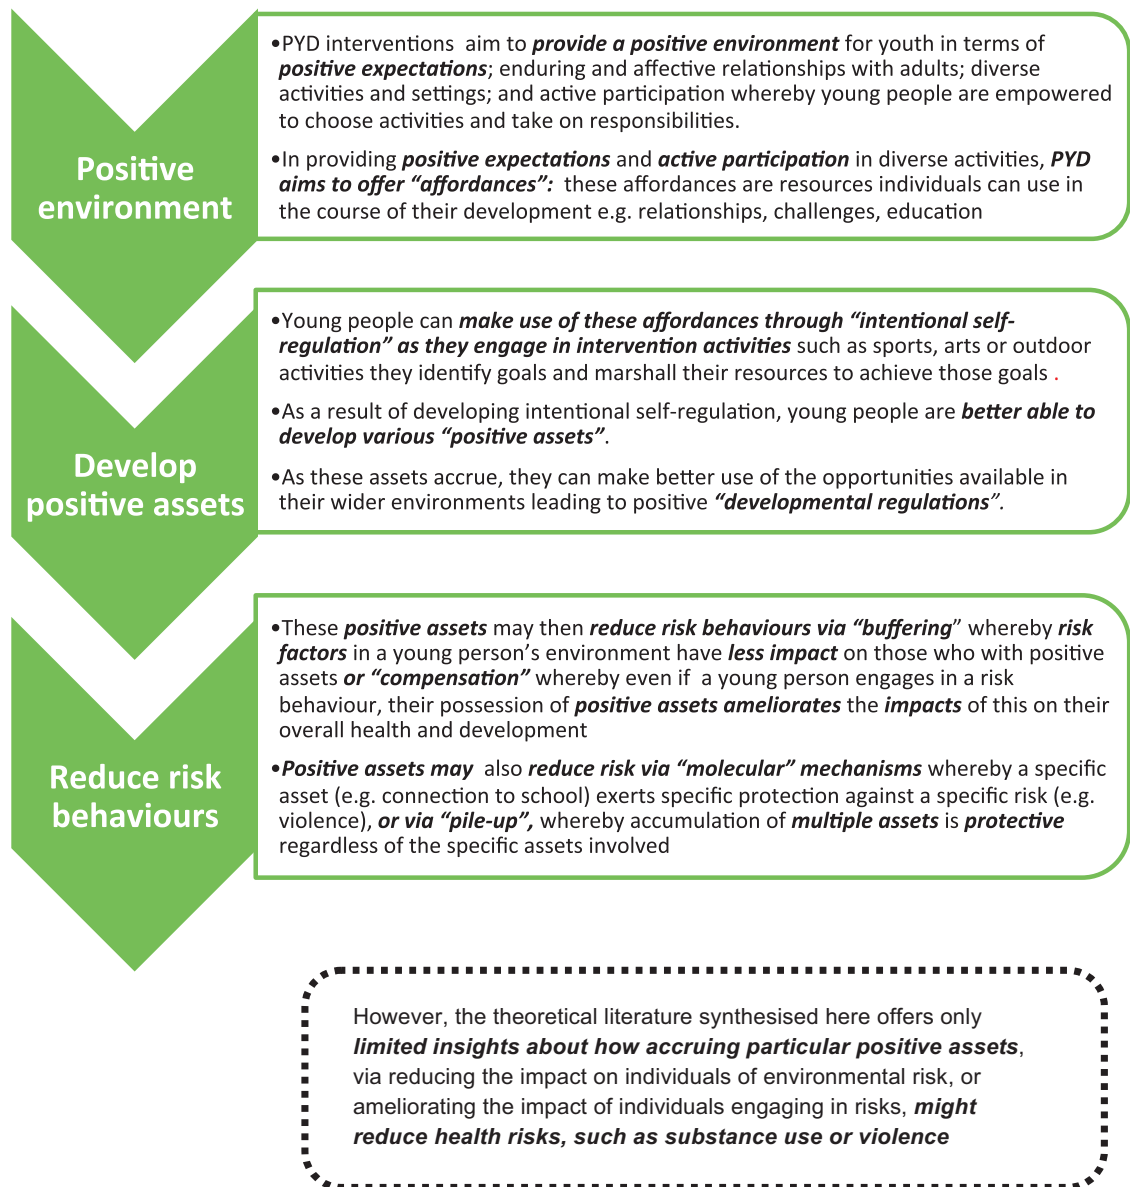 Positive
environment
•PYD interventions  aim to provide a positive environment for youth in terms of
positive expectations; enduring and affective relationships with adults; diverse
activities and settings; and active participation whereby young people are empowered
to choose activities and take on responsibilities.
•In providing positive expectations and active participation in diverse activities, PYD
aims to offer “affordances”:  these affordances are resources individuals can use in
the course of their development e.g. relationships, challenges, education
Develop
positive assets
•Young people can make use of these affordances through “intentional self-
regulation” as they engage in intervention activities such as sports, arts or outdoor
activities they identify goals and marshall their resources to achieve those goals .
•As a result of developing intentional self-regulation, young people are better able to
develop various “positive assets”.
•As these assets accrue, they can make better use of the opportunities available in
their wider environments leading to positive “developmental regulations”.
Reduce risk
behaviours
•These positive assets may then reduce risk behaviours via “buffering” whereby risk
factors in a young person’s environment have less impact on those who with positive
assets or “compensation” whereby even if  a young person engages in a risk
behaviour, their possession of positive assets ameliorates the impacts of this on their
overall health and development
•Positive assets may  also reduce risk via “molecular” mechanisms whereby a specific
asset (e.g. connection to school) exerts specific protection against a specific risk (e.g.
violence), or via “pile-up”, whereby accumulation of multiple assets is protective
regardless of the specific assets involved
However, the theoretical literature synthesised here offers only
limited insights about how accruing particular positive assets,
via reducing the impact on individuals of environmental risk, or
ameliorating the impact of individuals engaging in risks, might
reduce health risks, such as substance use or violence